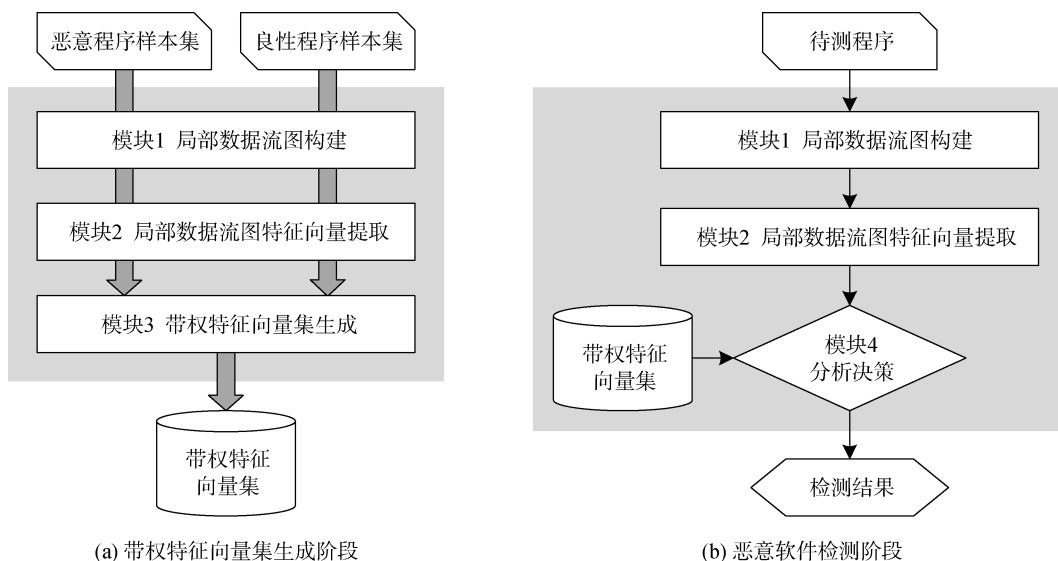 恶意程序样本集
良性程序样本集
模块1 局部数据流图构建
模块2 局部数据流图特征向量提取
模块3 带权特征向量集生成
带权特征
向量集
(a) 带权特征向量集生成阶段
待测程序
模块1 局部数据流图构建
模块2 局部数据流图特征向量提取
带权特征
向量集
模块4
分析决策
检测结果
(b) 恶意软件检测阶段